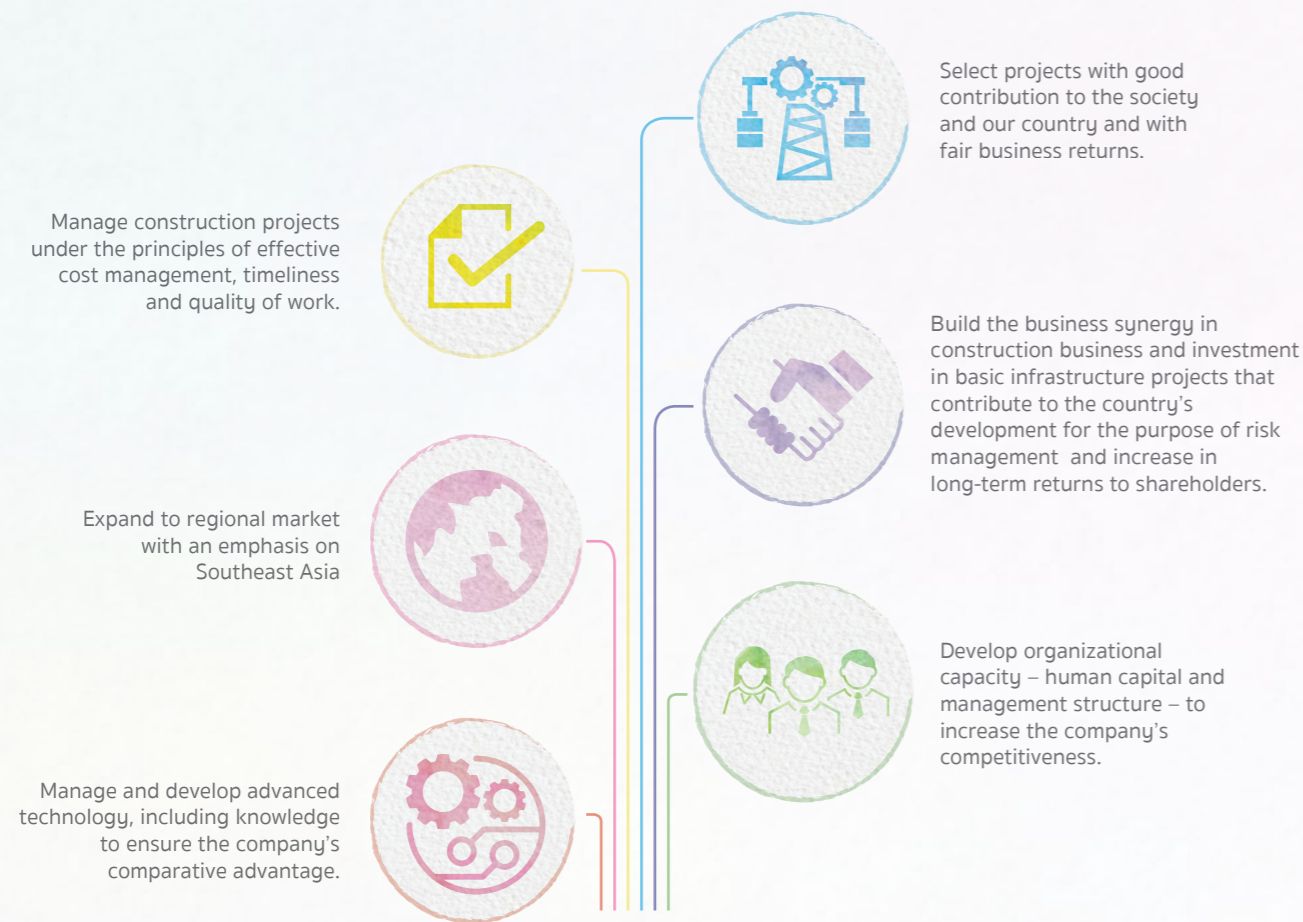 Select projects with good
contribution to the society
and our country and with
fair business returns.
Manage construction projects
under the principles of effective
cost management, timeliness
and quality of work.
Build the business synergy in
construction business and investment
in basic infrastructure projects that
contribute to the country’s
development for the purpose of risk
management and increase in
long-term returns to shareholders.
Expand to regional market
with an emphasis on
Southeast Asia
Develop organizational
capacity – human capital and
management structure – to
increase the company’s
competitiveness.
Manage and develop advanced
technology, including knowledge
to ensure the company’s
comparative advantage.